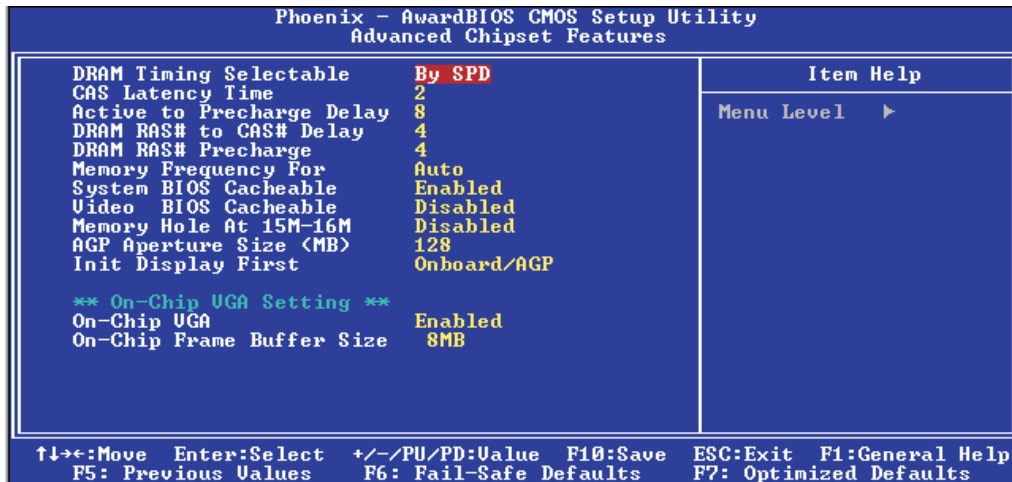 Phoenix - AwardBIOS CMOS Setup Utility
Advanced Chipset Features
DRAM Timing Selectable By SPD
CAS Latency Time 2
Active to Precharge Delay 8
DRAM RAS# to CAS# Delay 4
DRAM RAS# Precharge 4
Memory Frequency For Auto
System BIOS Cacheable Enabled
Video BIOS Cacheable Disabled
Memory Hole At 15M-16M Disabled
AGP Aperture Size (MB) 128
Init Display First Onboard/AGP
** On-Chip VGA Setting **
On-Chip VGA Enabled
On-Chip Frame Buffer Size 8MB
Item Help
Menu Level ►
↑↓→←:Move Enter:Select +/-/PU/PD:Value F10:Save ESC:Exit F1:General Help
F5: Previous Values F6: Fail-Safe Defaults F7: Optimized Defaults